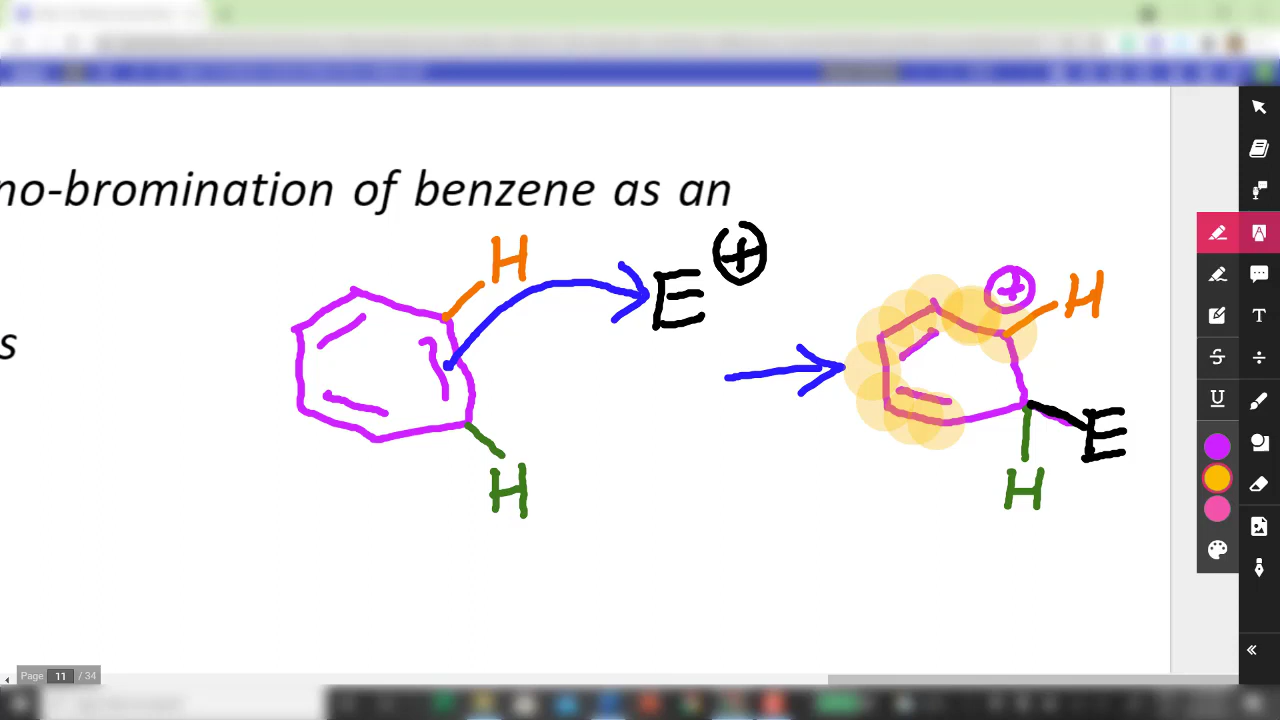 no-bromination of benzene as an
s
H
E +
+
H
E
H
H
Page 11 / 34